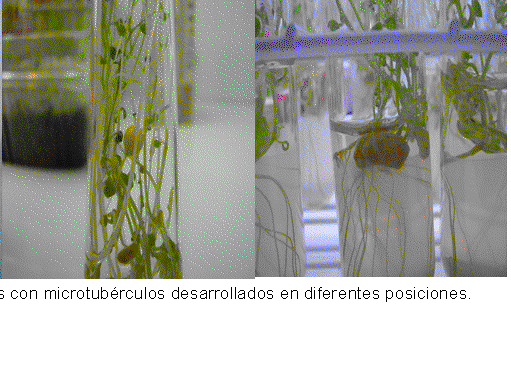 s con microtubérculos desarrollados en diferentes posiciones.